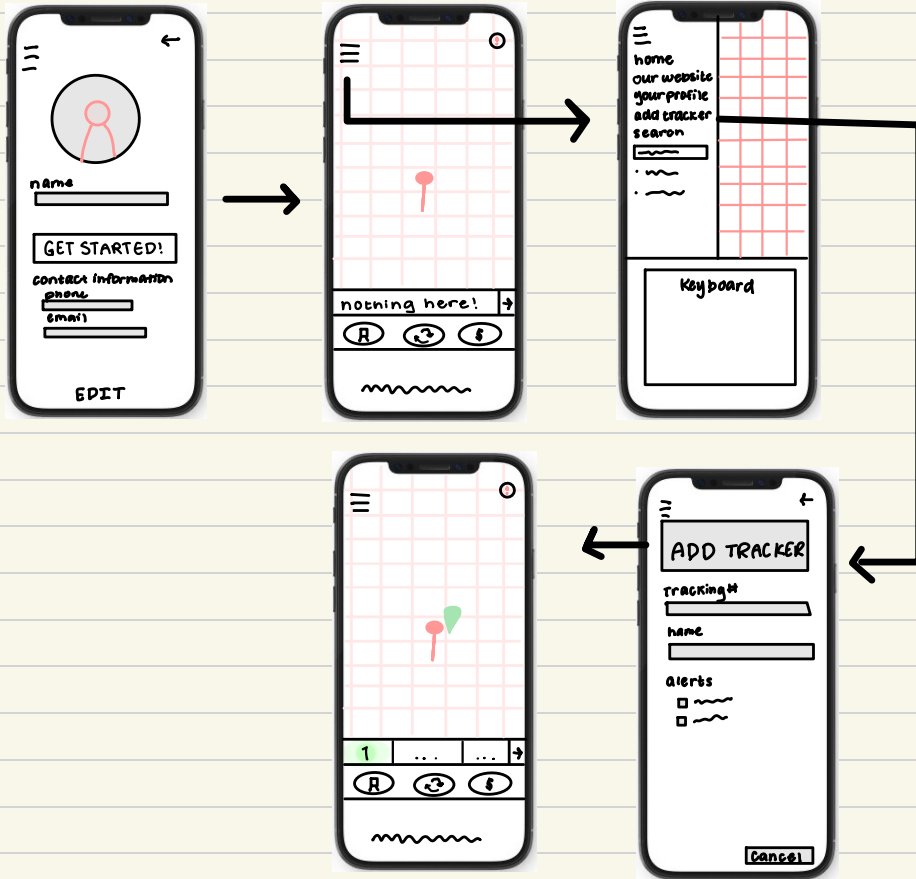 name
GET STARTED!
contact information
phone
email
EDIT
nothing here!
home
our website
your profile
add tracker
search
Keyboard
1
...
...
ADD TRACKER
Tracking#
name
alerts
Cancel